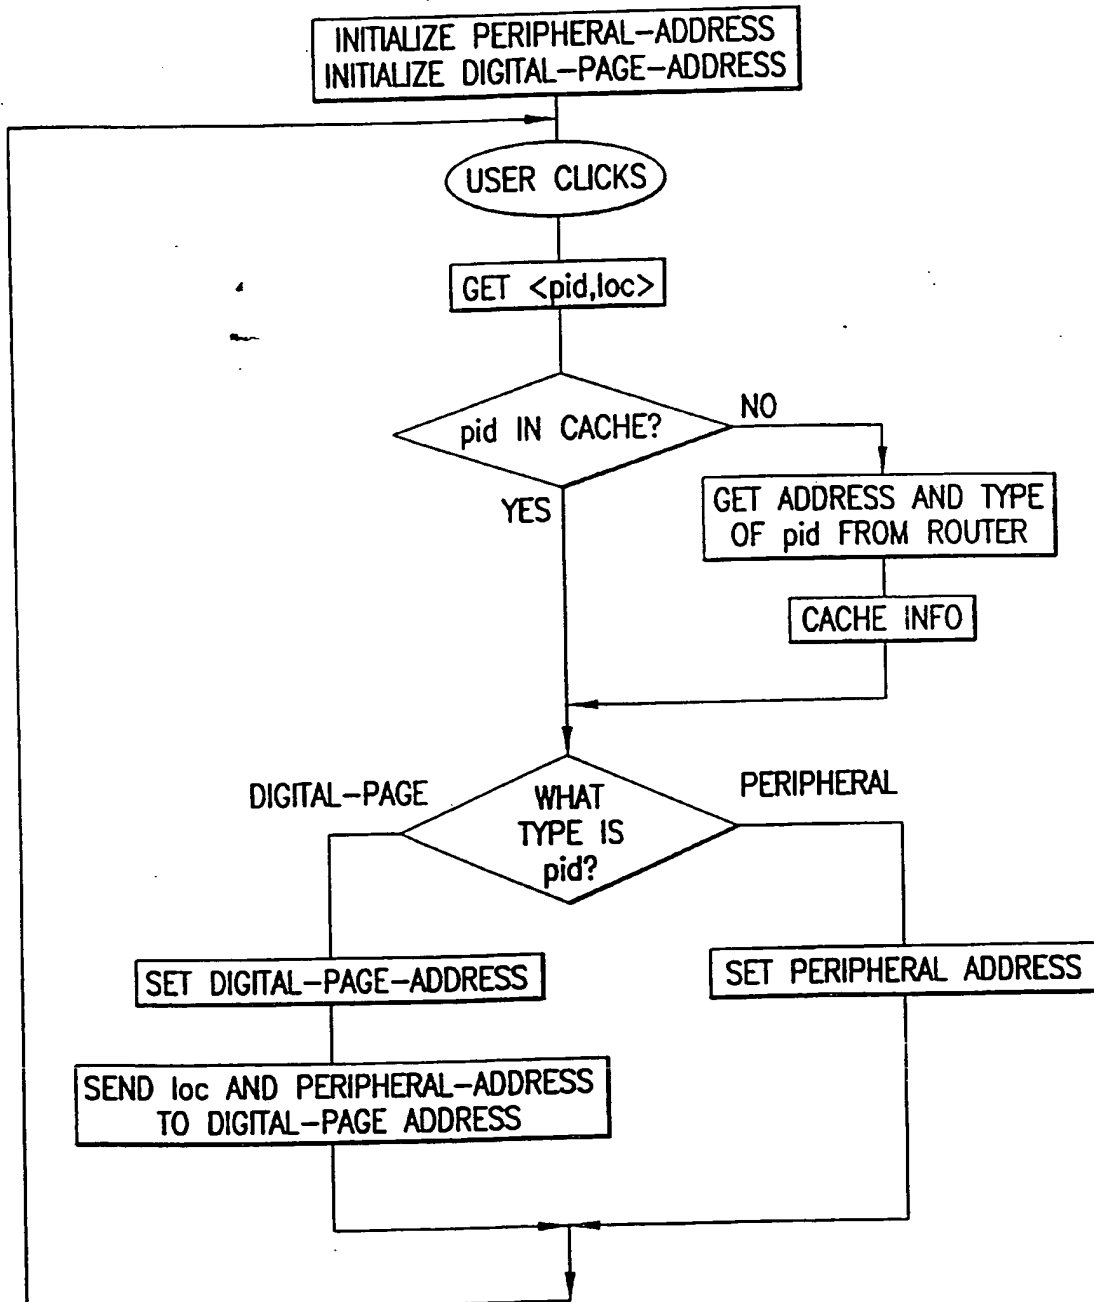 INITIALIZE PERIPHERAL-ADDRESS
INITIALIZE DIGITAL-PAGE-ADDRESS
USER CLICKS
GET <pid,loc>
pid IN CACHE?
NO
YES
GET ADDRESS AND TYPE
OF pid FROM ROUTER
CACHE INFO
DIGITAL-PAGE
WHAT
TYPE IS
pid?
PERIPHERAL
SET DIGITAL-PAGE-ADDRESS
SET PERIPHERAL ADDRESS
SEND loc AND PERIPHERAL-ADDRESS
TO DIGITAL-PAGE ADDRESS